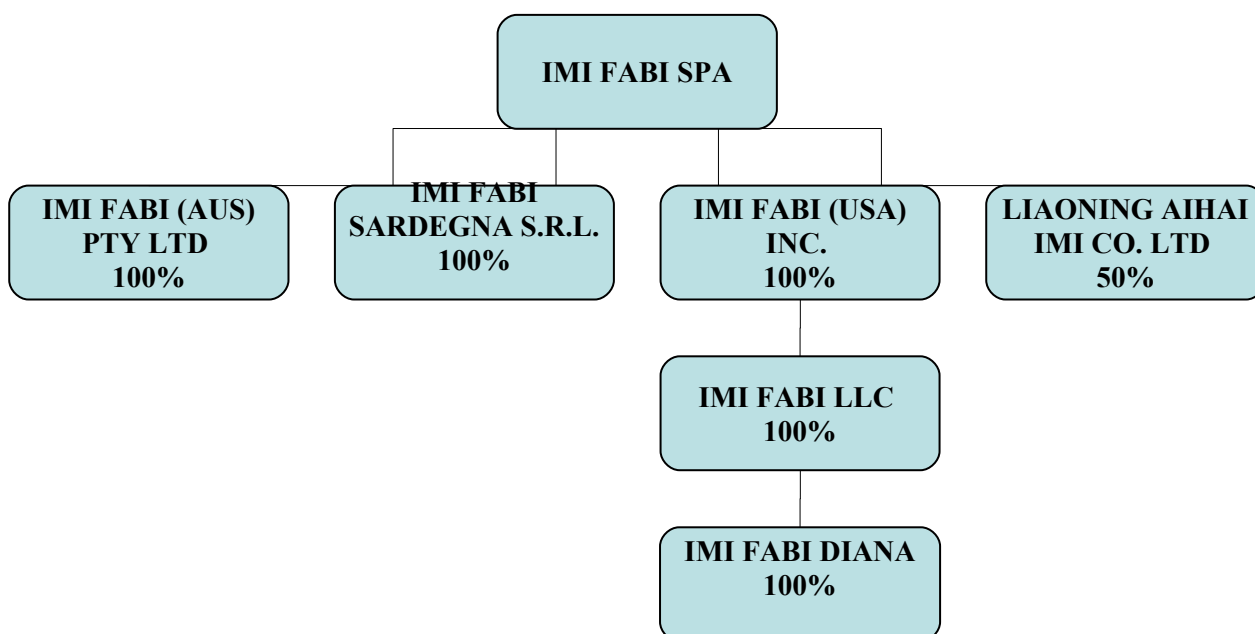 IMI FABI SPA
IMI FABI (AUS)
PTY LTD
100%
IMI FABI
SARDEGNA S.R.L.
100%
IMI FABI (USA)
INC.
100%
LIAONING AIHAI
IMI CO. LTD
50%
IMI FABI LLC
100%
IMI FABI DIANA
100%